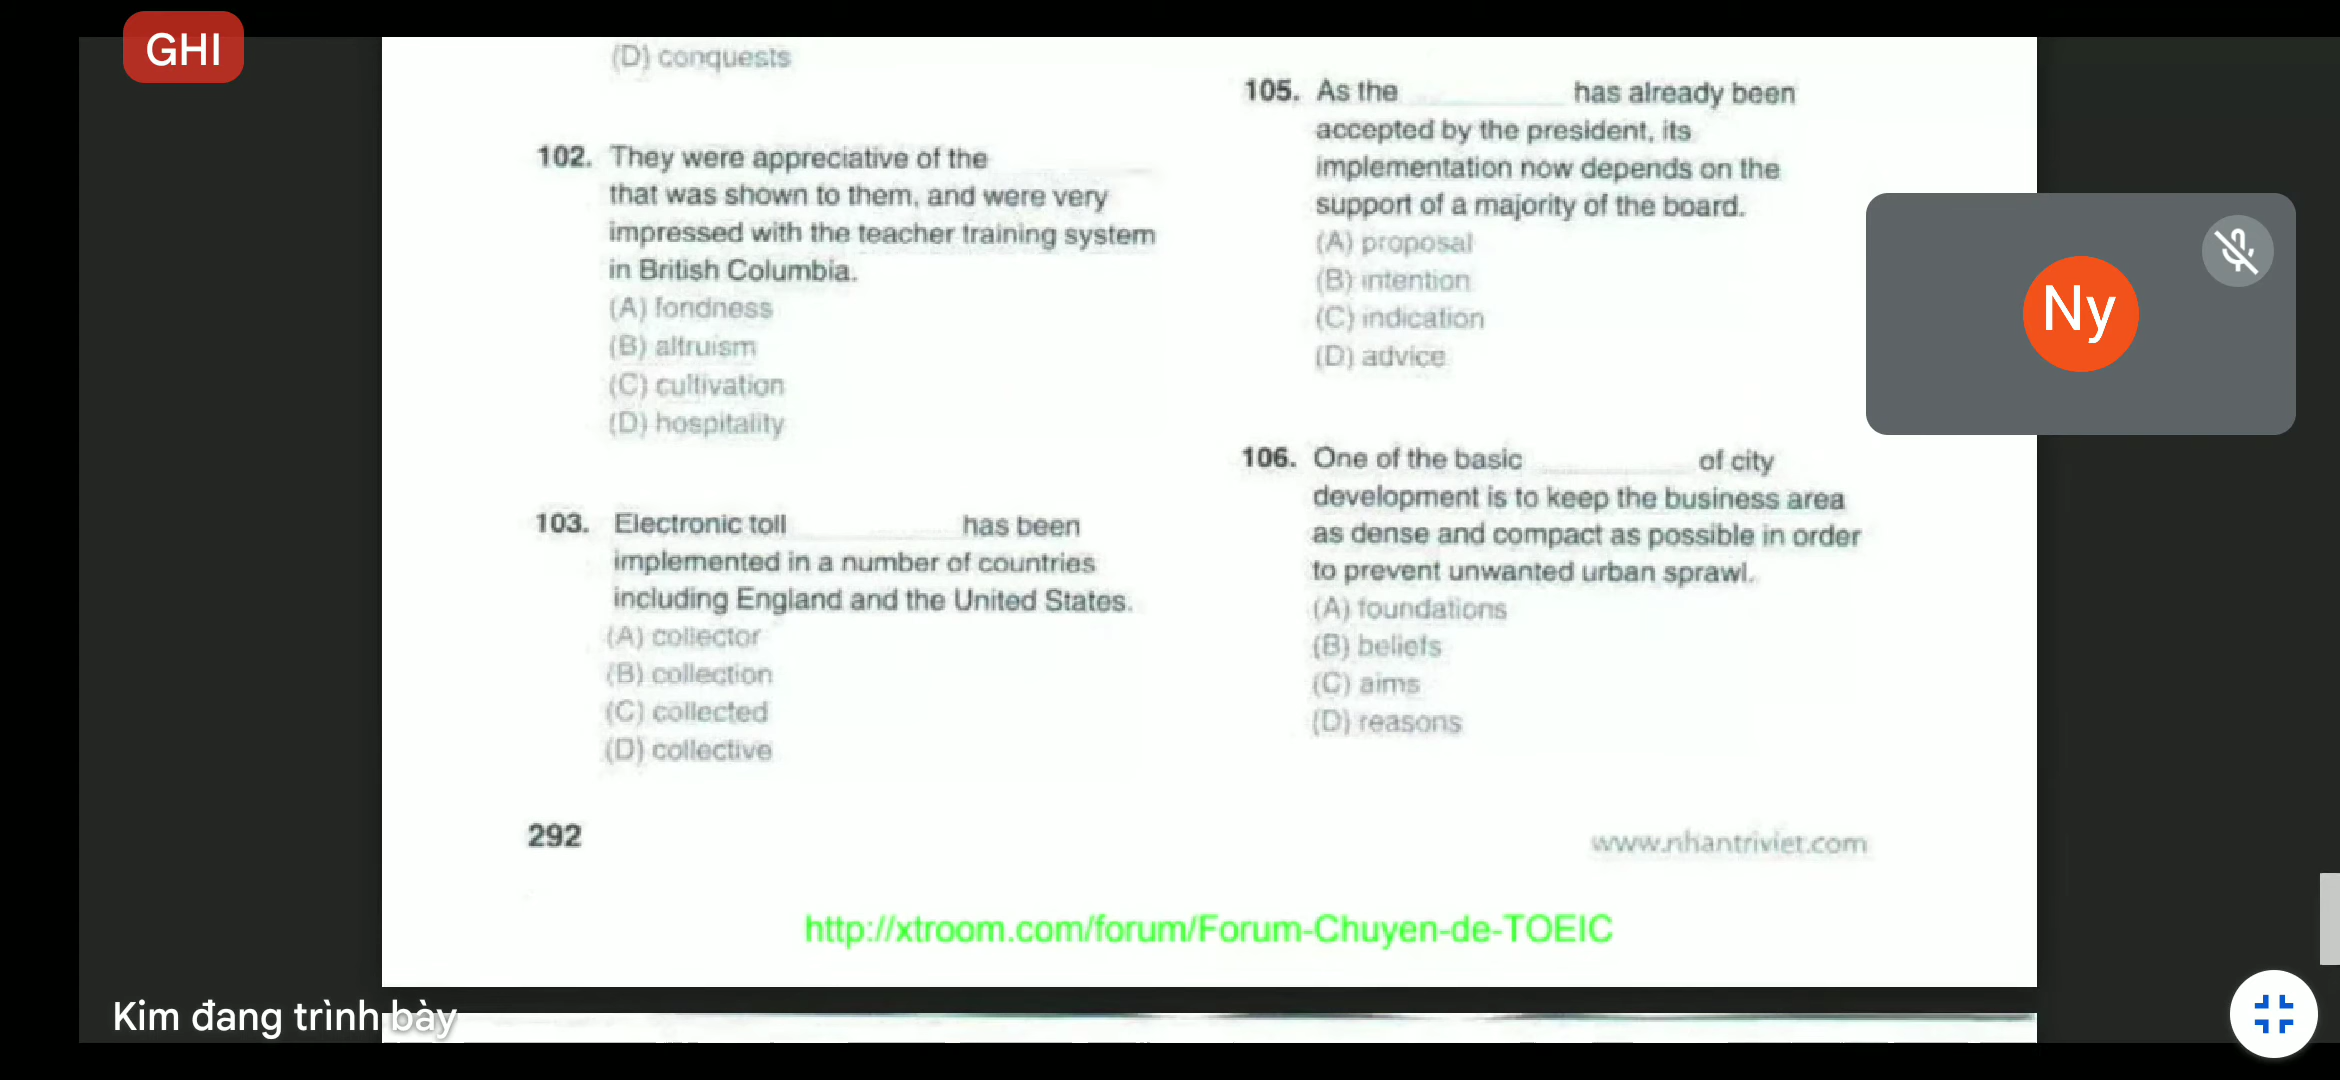 GHI
(D) conquests
102. They were appreciative of the
that was shown to them, and were very
impressed with the teacher training system
in British Columbia.
(A) fondness
(B) altruism
(C) cultivation
(D) hospitality
103. Electronic toll __________ has been
implemented in a number of countries
including England and the United States.
(A) collector
(B) collection
(C) collected
(D) collective
292
105. As the __________ has already been
accepted by the president, its
implementation now depends on the
support of a majority of the board.
(A) proposal
(B) intention
(C) indication
(D) advice
106. One of the basic __________ of city
development is to keep the business area
as dense and compact as possible in order
to prevent unwanted urban sprawl.
(A) foundations
(B) beliefs
(C) aims
(D) reasons
www.nhantriviet.com
http://xtroom.com/forum/Forum-Chuyen-de-TOEIC
Ny
Kim đang trình bày